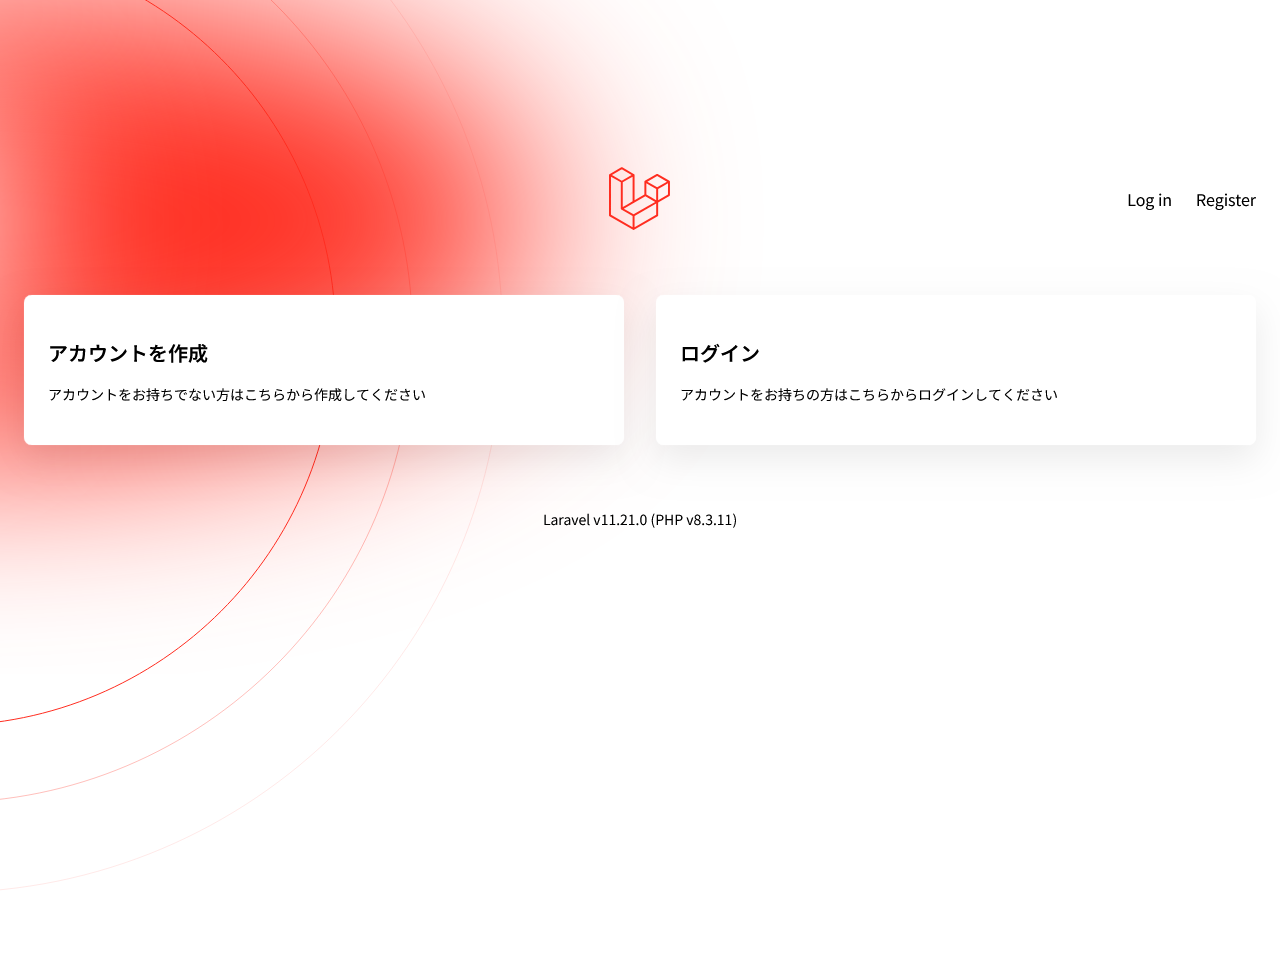 Log in
Register
アカウントを作成
アカウントをお持ちでない方はこちらから作成してください
ログイン
アカウントをお持ちの方はこちらからログインしてください
Laravel v11.21.0 (PHP v8.3.11)